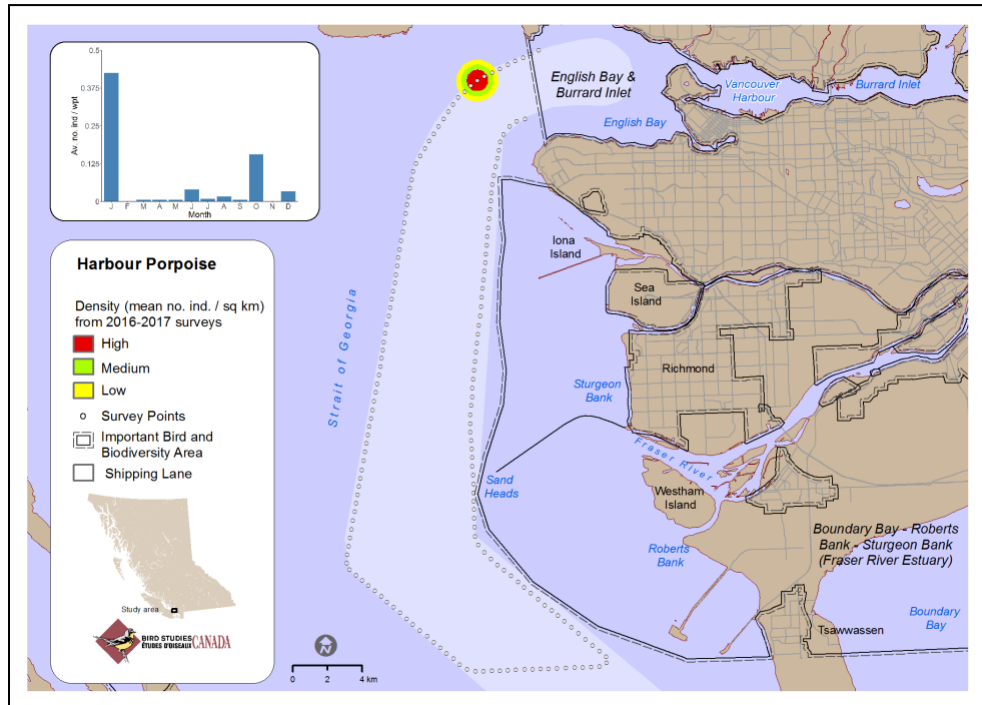 0.5
0.375
0.25
0.125
0
Av. no. ind / wpt
J F M A M J J A S O N D
Month
Harbour Porpoise
Density (mean no. ind. / sq km)
from 2016-2017 surveys
High
Medium
Low
Survey Points
Important Bird and
Biodiversity Area
Shipping Lane
Study area
BIRD STUDIES
ÉTUDES D'OISEAUX
CANADA
N
0 2 4 km
Strait of Georgia
English Bay &
Burrard Inlet
Vancouver
Harbour
Burrard Inlet
English Bay
Iona
Island
Sea
Island
Richmond
Sturgeon
Bank
Fraser River
Sand
Heads
Westham
Island
Roberts
Bank
Boundary Bay - Roberts
Bank - Sturgeon Bank
(Fraser River Estuary)
Boundary
Bay
Tsawwassen